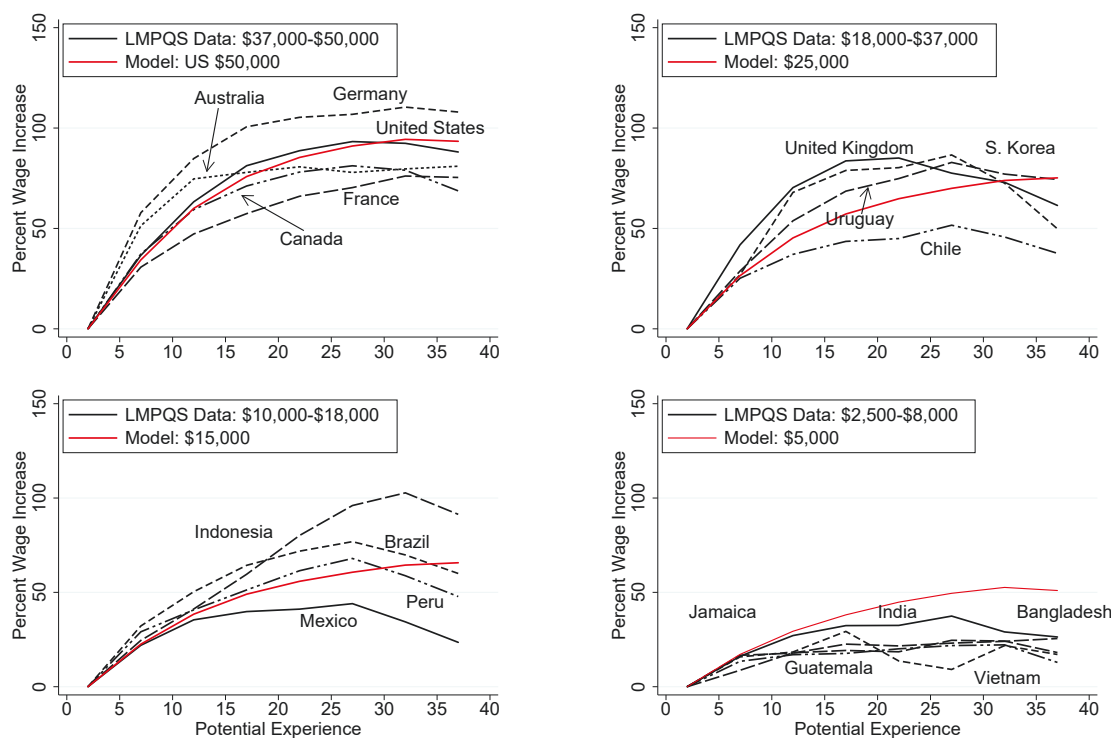 LMPQS Data: $37,000-$50,000
Model: US $50,000
Percent Wage Increase
150
100
50
0
Australia
Germany
United States
France
Canada
0 5 10 15 20 25 30 35 40
LMPQS Data: $18,000-$37,000
Model: $25,000
Percent Wage Increase
150
100
50
0
United Kingdom
S. Korea
Uruguay
Chile
0 5 10 15 20 25 30 35 40
LMPQS Data: $10,000-$18,000
Model: $15,000
Percent Wage Increase
150
100
50
0
Indonesia
Brazil
Peru
Mexico
0 5 10 15 20 25 30 35 40
Potential Experience
LMPQS Data: $2,500-$8,000
Model: $5,000
Percent Wage Increase
150
100
50
0
Jamaica
India
Bangladesh
Guatemala
Vietnam
0 5 10 15 20 25 30 35 40
Potential Experience